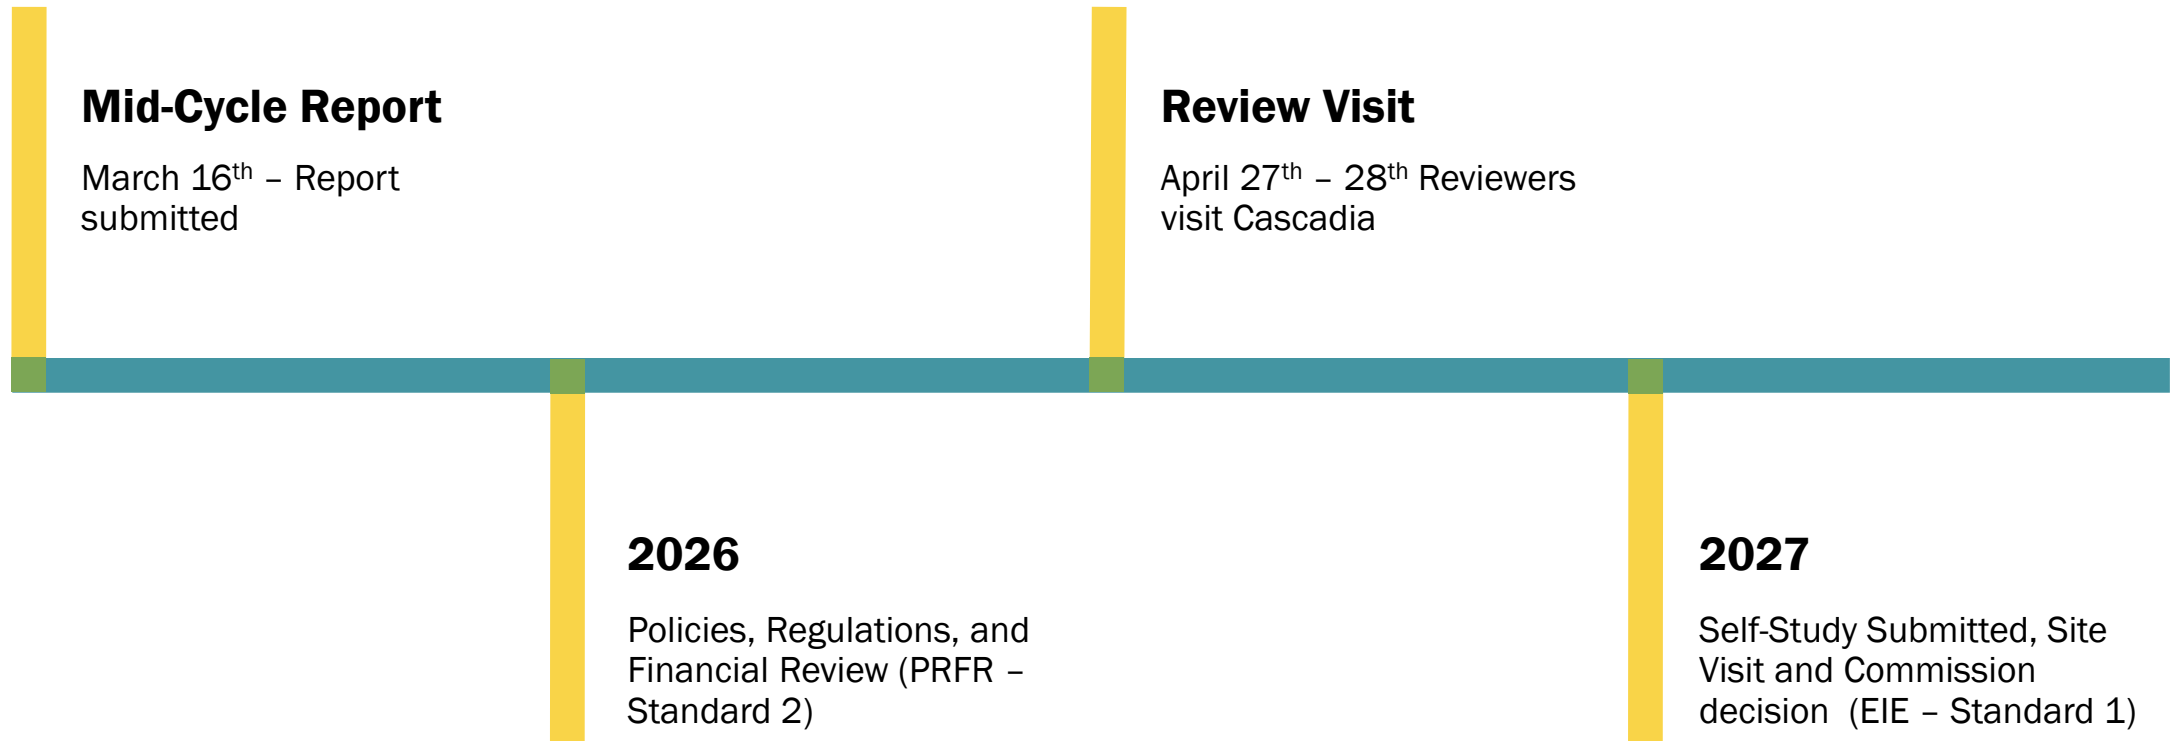 Mid-Cycle Report
March 16th – Report
submitted
Review Visit
April 27th – 28th Reviewers
visit Cascadia
2026
Policies, Regulations, and
Financial Review (PRFR –
Standard 2)
2027
Self-Study Submitted, Site
Visit and Commission
decision  (EIE – Standard 1)